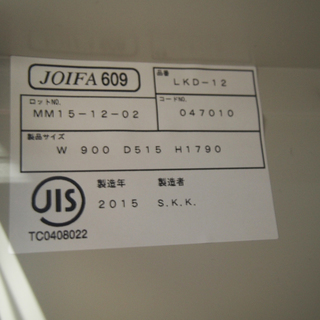 JOIFA 609
品番
LKD-12
ロットNO.
MM15-12-02
コードNO.
047010
製品サイズ
W 900 D515 H1790
JIS
TC0408022
製造年
2015
製造者
S.K.K.